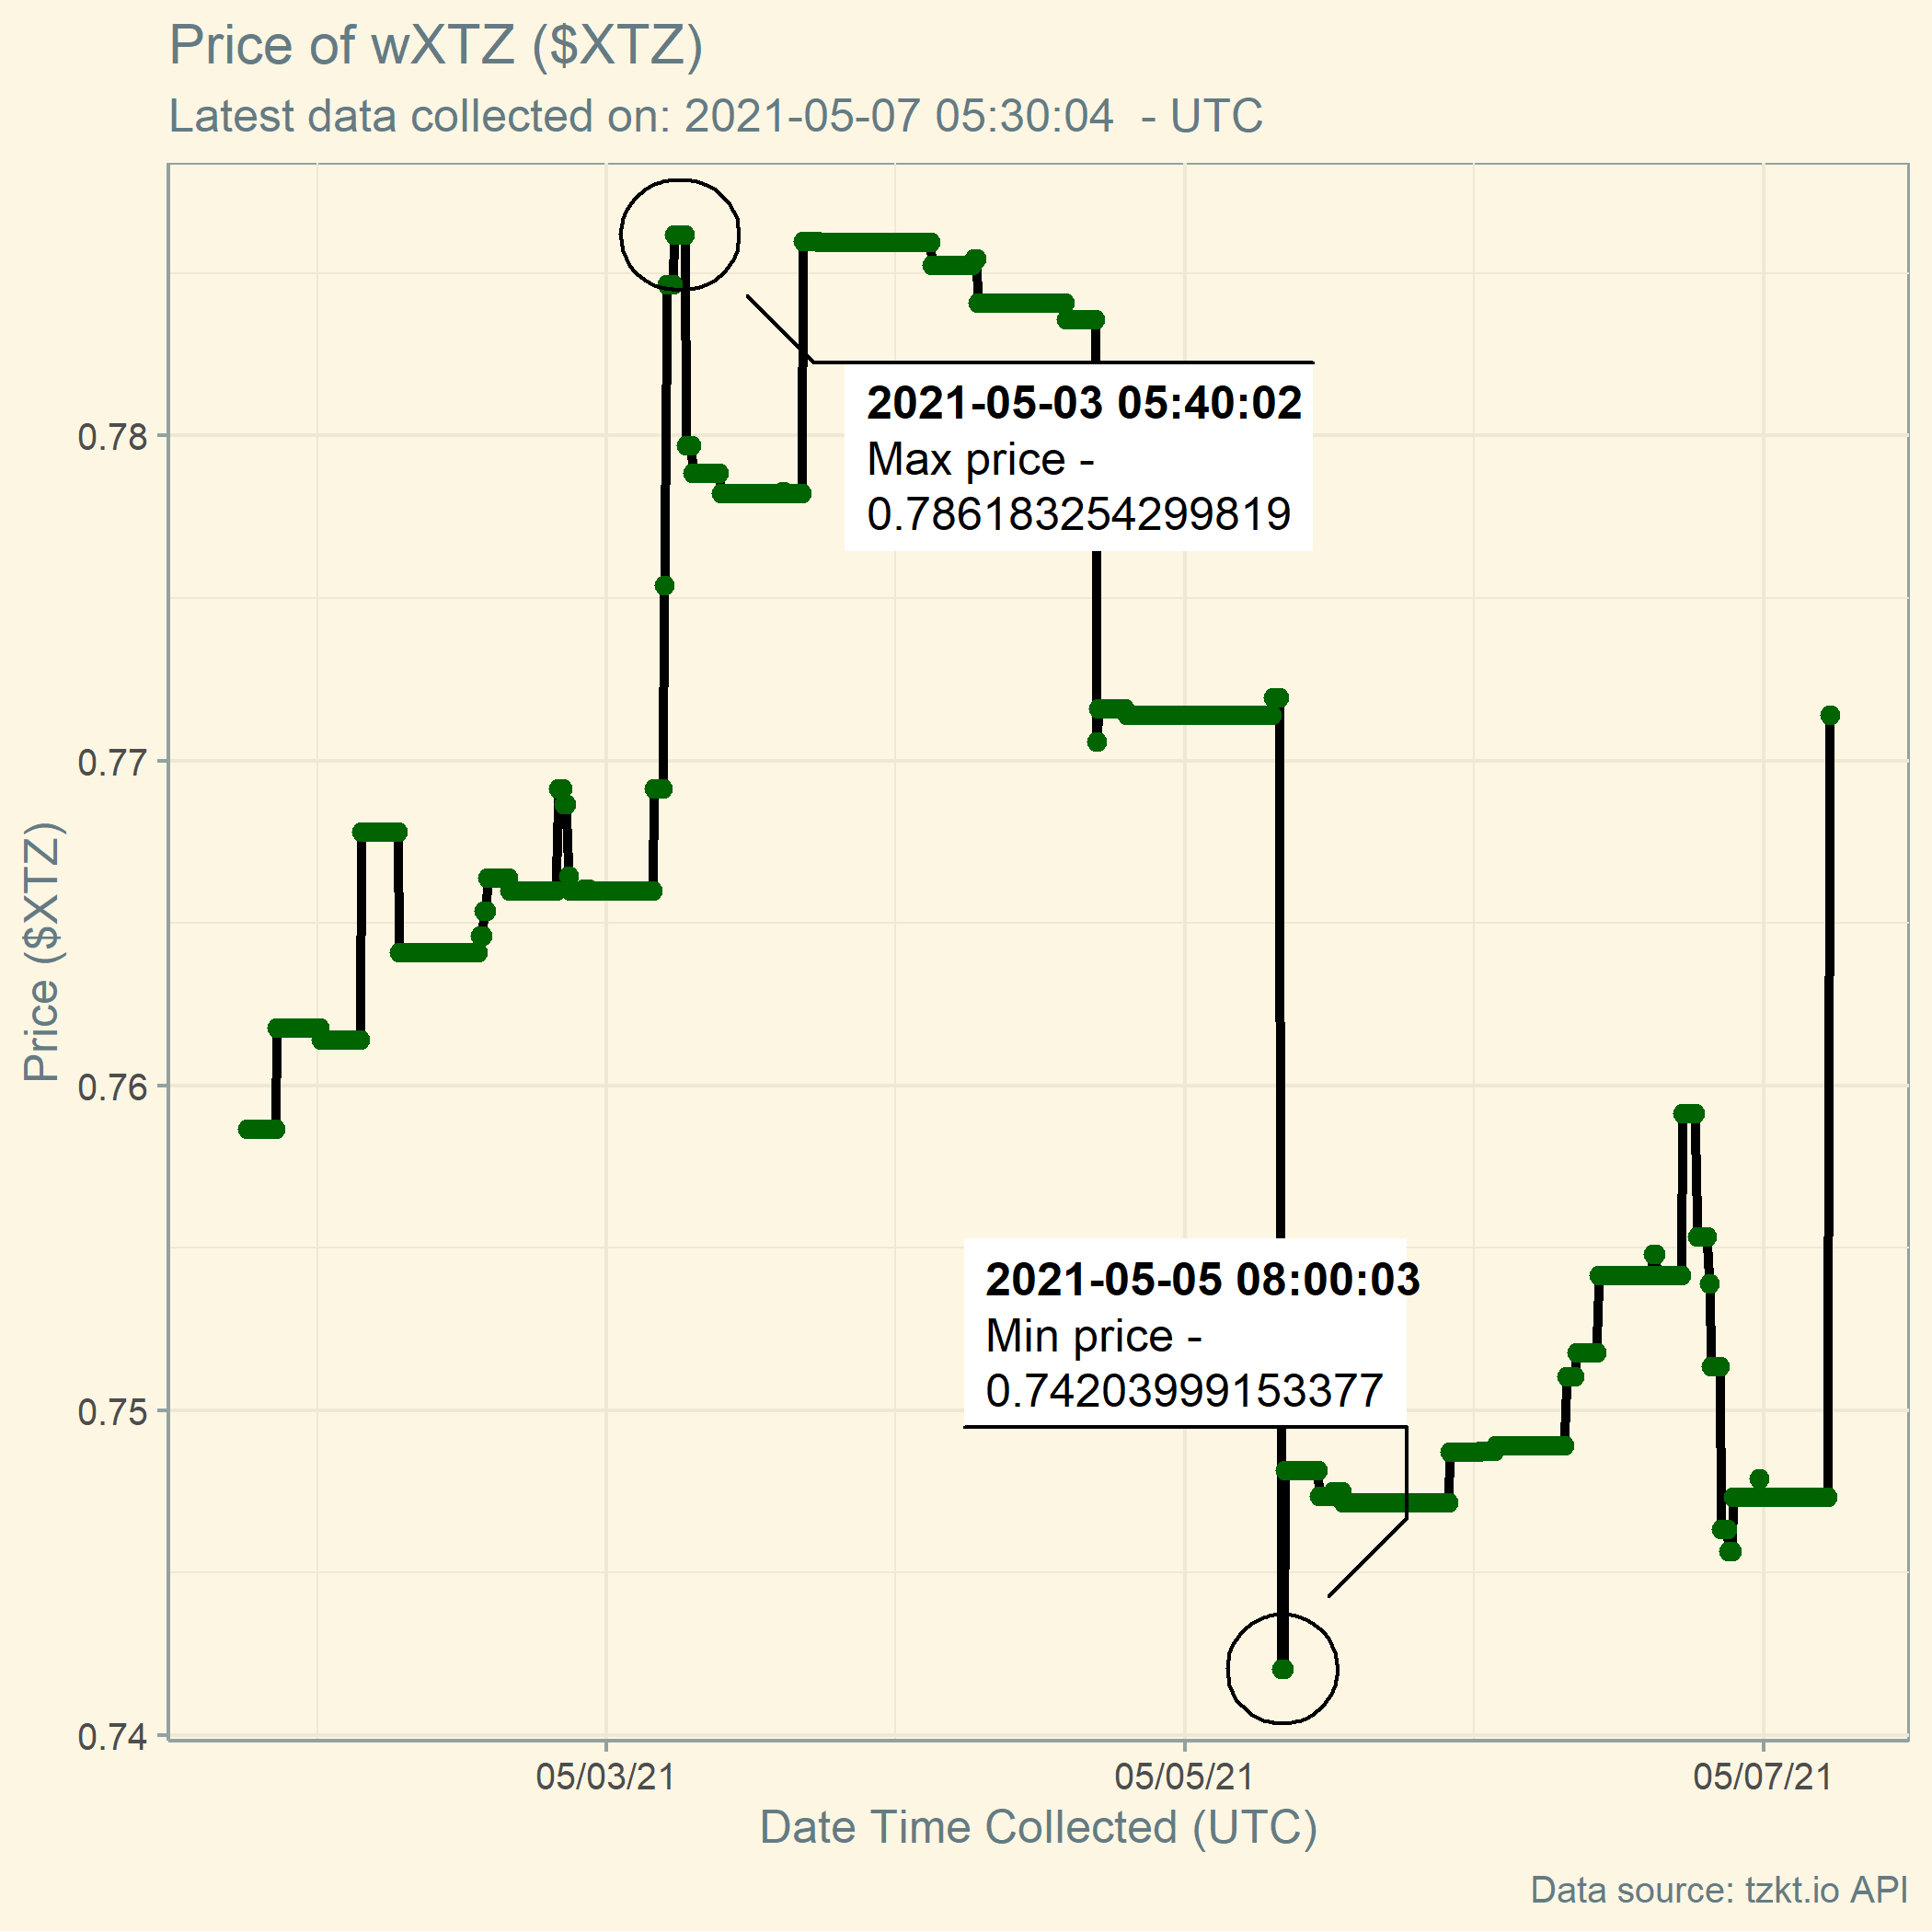 Price of wXTZ ($XTZ)
Latest data collected on: 2021-05-07 05:30:04  - UTC
2021-05-03 05:40:02
Max price -
0.786183254299819
0.78
0.77
Price ($XTZ)
0.76
2021-05-05 08:00:03
Min price -
0.74203999153377
0.75
0.74
05/03/21
05/05/21
05/07/21
Date Time Collected (UTC)
Data source: tzkt.io API